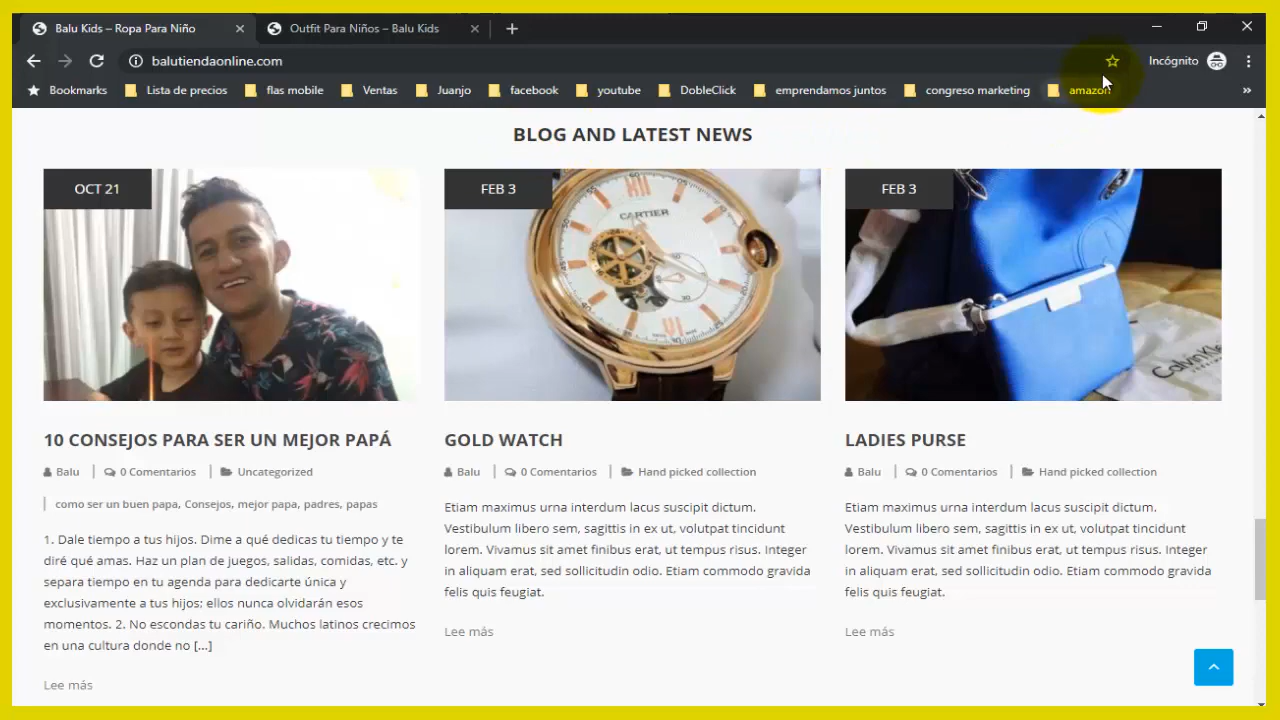 Balu Kids – Ropa Para Niño
Outfit Para Niños – Balu Kids
balutiendaonline.com
Incógnito
Bookmarks
Lista de precios
flas mobile
Ventas
Juanjo
facebook
youtube
DobleClick
emprendamos juntos
congreso marketing
amazon
BLOG AND LATEST NEWS
OCT 21
FEB 3
CARTIER
FEB 3
Calvin Klein
10 CONSEJOS PARA SER UN MEJOR PAPÁ
Balu | 0 Comentarios | Uncategorized
| como ser un buen papa, Consejos, mejor papa, padres, papas
1. Dale tiempo a tus hijos. Dime a qué dedicas tu tiempo y te
diré qué amas. Haz un plan de juegos, salidas, comidas, etc. y
separa tiempo en tu agenda para dedicarte única y
exclusivamente a tus hijos; ellos nunca olvidarán esos
momentos. 2. No escondas tu cariño. Muchos latinos crecimos
en una cultura donde no [...]
Lee más
GOLD WATCH
Balu | 0 Comentarios | Hand picked collection
Etiam maximus urna interdum lacus suscipit dictum.
Vestibulum libero sem, sagittis in ex ut, volutpat tincidunt
lorem. Vivamus sit amet finibus erat, ut tempus risus. Integer
in aliquam erat, sed sollicitudin odio. Etiam commodo gravida
felis quis feugiat.
Lee más
LADIES PURSE
Balu | 0 Comentarios | Hand picked collection
Etiam maximus urna interdum lacus suscipit dictum.
Vestibulum libero sem, sagittis in ex ut, volutpat tincidunt
lorem. Vivamus sit amet finibus erat, ut tempus risus. Integer
in aliquam erat, sed sollicitudin odio. Etiam commodo gravida
felis quis feugiat.
Lee más